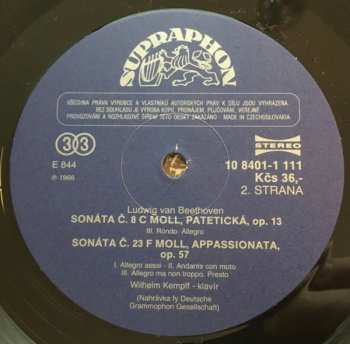 SUPRAPHON
VŠECHNA PRÁVA VÝROBCE A VLASTNÍKŮ AUTORSKÝCH PRÁV K DÍLU JSOU VYHRAZENA.
BEZ SOUHLASU JE VÝROBA KOPIÍ, PRONÁJEM, PŮJČOVÁNÍ, VEŘEJNÉ
PROVOZOVÁNÍ A ROZHLASOVÉ ŠÍŘENÍ TÉTO DESKY ZAKÁZÁNO - MADE IN CZECHOSLOVAKIA
33
STEREO
E 844
10 8401-1 111
℗ 1966
Kčs 36,-
2. STRANA
Ludwig van Beethoven
SONÁTA Č. 8 C MOLL, PATETICKÁ, op. 13
III. Rondo. Allegro
SONÁTA Č. 23 F MOLL, APPASSIONATA,
op. 57
I. Allegro assai - II. Andante con moto
III. Allegro ma non troppo. Presto
Wilhelm Kempff - klavír
(Nahrávka fy Deutsche
Grammophon Gesellschaft)